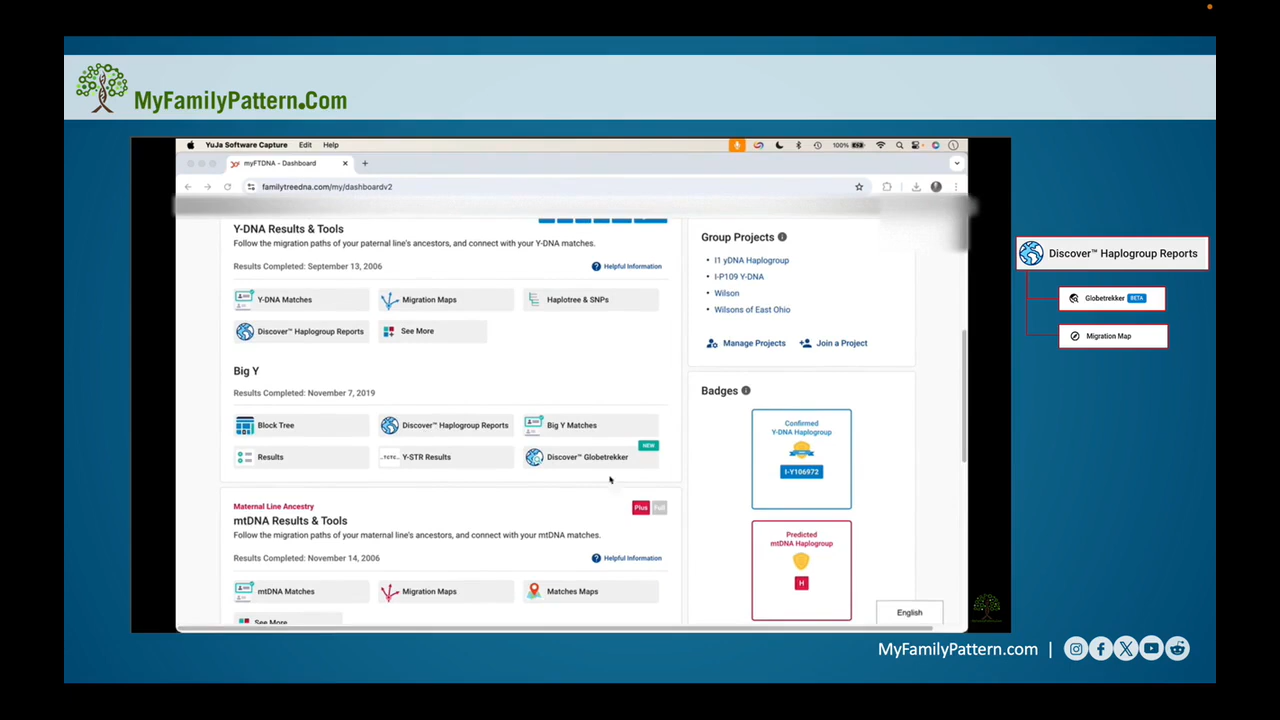 MyFamilyPattern.Com
YuJa Software Capture Edit Help
100%
myFTDNA - Dashboard
familytreedna.com/my/dashboardv2
Y-DNA Results & Tools
Follow the migration paths of your paternal line's ancestors, and connect with your Y-DNA matches.
Results Completed: September 13, 2006
Helpful Information
Y-DNA Matches
Migration Maps
Haplotree & SNPs
Discover™ Haplogroup Reports
See More
Big Y
Results Completed: November 7, 2019
Block Tree
Discover™ Haplogroup Reports
Big Y Matches
NEW
Results
Y-STR Results
Discover™ Globetrekker
Maternal Line Ancestry
Plus Full
mtDNA Results & Tools
Follow the migration paths of your maternal line's ancestors, and connect with your mtDNA matches.
Results Completed: November 14, 2006
Helpful Information
mtDNA Matches
Migration Maps
Matches Maps
See More
Group Projects
I1 yDNA Haplogroup
I-P109 Y-DNA
Wilson
Wilsons of East Ohio
Manage Projects
Join a Project
Badges
Confirmed
Y-DNA Haplogroup
I-Y106972
Predicted
mtDNA Haplogroup
H
English
Discover™ Haplogroup Reports
Globetrekker BETA
Migration Map
MyFamilyPattern.com |